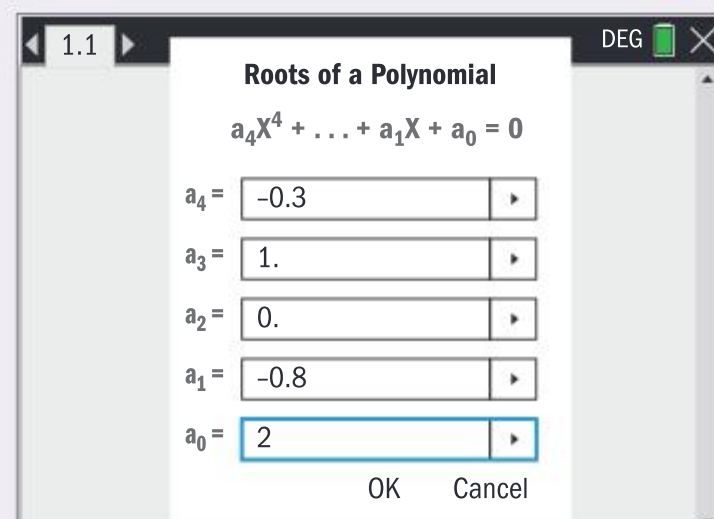 1.1 DEG
Roots of a Polynomial
a₄X⁴ + ... + a₁X + a₀ = 0
a₄ = –0.3
a₃ = 1.
a₂ = 0.
a₁ = –0.8
a₀ = 2
OK Cancel